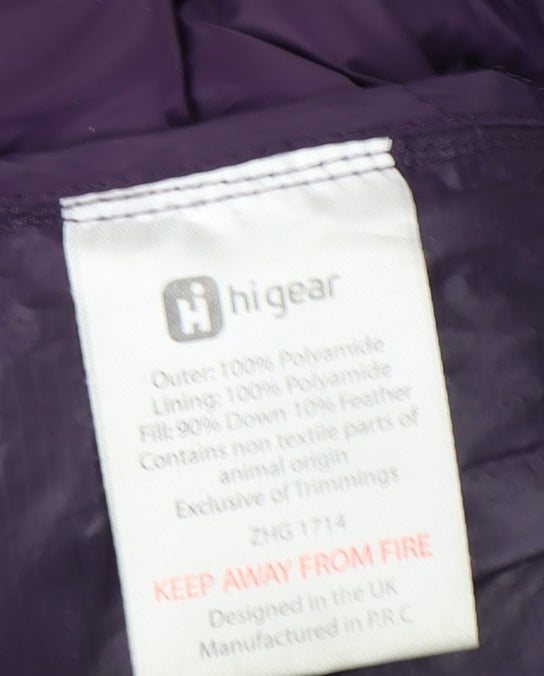 Hi hi gear
Outer: 100% Polyamide
Lining: 100% Polyamide
Fill: 90% Down 10% Feather
Contains non textile parts of
animal origin
Exclusive of Trimmings
ZHG 1714
KEEP AWAY FROM FIRE
Designed in the UK
Manufactured in P.R.C